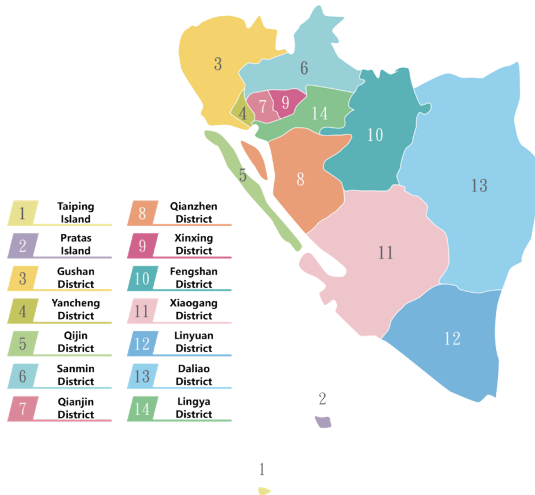 3
6
4
7
9
14
10
5
8
13
11
12
2
1
1 Taiping Island
2 Pratas Island
3 Gushan District
4 Yancheng District
5 Qijin District
6 Sanmin District
7 Qianjin District
8 Qianzhen District
9 Xinxing District
10 Fengshan District
11 Xiaogang District
12 Linyuan District
13 Daliao District
14 Lingya District